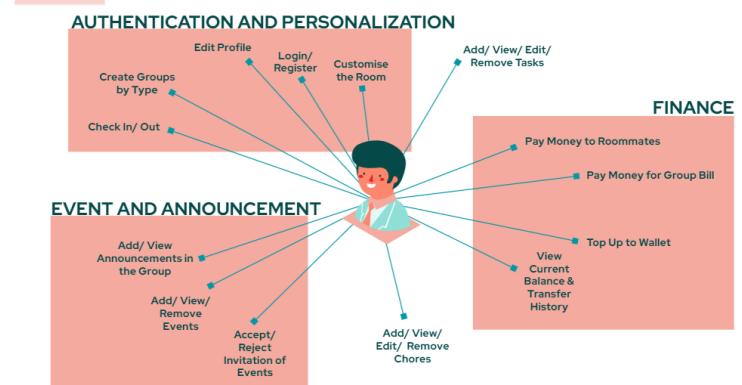 AUTHENTICATION AND PERSONALIZATION
Edit Profile
Login/
Register
Customise
the Room
Create Groups
by Type
Check In/ Out
Add/ View/ Edit/
Remove Tasks
FINANCE
Pay Money to Roommates
Pay Money for Group Bill
Top Up to Wallet
View
Current
Balance &
Transfer
History
EVENT AND ANNOUNCEMENT
Add/ View
Announcements in
the Group
Add/ View/
Remove
Events
Accept/
Reject
Invitation of
Events
Add/ View/
Edit/ Remove
Chores